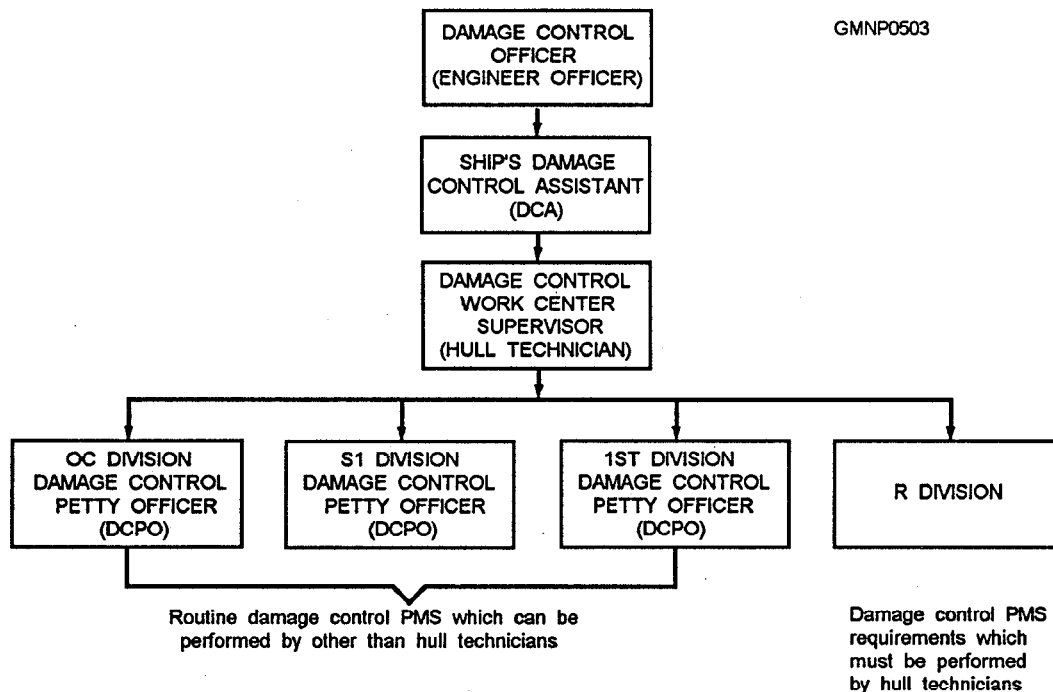 GMNP0503
DAMAGE CONTROL
OFFICER
(ENGINEER OFFICER)
SHIP'S DAMAGE
CONTROL ASSISTANT
(DCA)
DAMAGE CONTROL
WORK CENTER
SUPERVISOR
(HULL TECHNICIAN)
OC DIVISION
DAMAGE CONTROL
PETTY OFFICER
(DCPO)
S1 DIVISION
DAMAGE CONTROL
PETTY OFFICER
(DCPO)
1ST DIVISION
DAMAGE CONTROL
PETTY OFFICER
(DCPO)
R DIVISION
Routine damage control PMS which can be
performed by other than hull technicians
Damage control PMS
requirements which
must be performed
by hull technicians